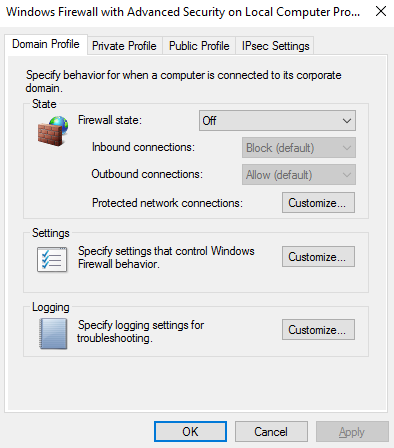 Windows Firewall with Advanced Security on Local Computer Pro...
Domain Profile Private Profile Public Profile IPsec Settings
Specify behavior for when a computer is connected to its corporate
domain.
State
Firewall state: Off
Inbound connections: Block (default)
Outbound connections: Allow (default)
Protected network connections: Customize...
Settings
Specify settings that control Windows
Firewall behavior.
Customize...
Logging
Specify logging settings for
troubleshooting.
Customize...
OK Cancel Apply